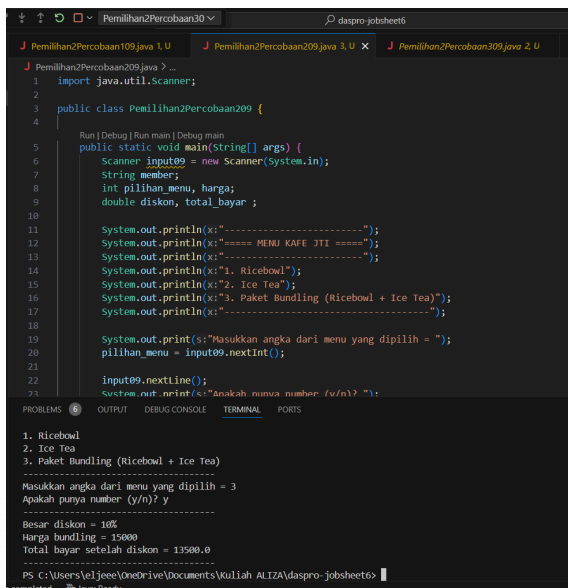 Pemilihan2Percobaan30
daspro-jobsheet6
J Pemilihan2Percobaan109.java 1, U
J Pemilihan2Percobaan209.java 3, U
J Pemilihan2Percobaan309.java 2, U
J Pemilihan2Percobaan209.java > ...
1 import java.util.Scanner;
2
3 public class Pemilihan2Percobaan209 {
4
Run | Debug | Run main | Debug main
5 public static void main(String[] args) {
6 Scanner input09 = new Scanner(System.in);
7 String member;
8 int pilihan_menu, harga;
9 double diskon, total_bayar ;
10
11 System.out.println(x:"--------------------------");
12 System.out.println(x:"===== MENU KAFE JTI =====");
13 System.out.println(x:"--------------------------");
14 System.out.println(x:"1. Ricebowl");
15 System.out.println(x:"2. Ice Tea");
16 System.out.println(x:"3. Paket Bundling (Ricebowl + Ice Tea)");
17 System.out.println(x:"-----------------------------------");
18
19 System.out.print(s:"Masukkan angka dari menu yang dipilih = ");
20 pilihan_menu = input09.nextInt();
21
22 input09.nextLine();
23 System.out.print(s:"Apakah punya number (y/n)? ");
PROBLEMS 6 OUTPUT DEBUG CONSOLE TERMINAL PORTS
1. Ricebowl
2. Ice Tea
3. Paket Bundling (Ricebowl + Ice Tea)
-----------------------------------
Masukkan angka dari menu yang dipilih = 3
Apakah punya number (y/n)? y
-----------------------------------
Besar diskon = 10%
Harga bundling = 15000
Total bayar setelah diskon = 13500.0
-----------------------------------
PS C:\Users\eljeee\OneDrive\Documents\Kuliah ALIZA\daspro-jobsheet6>